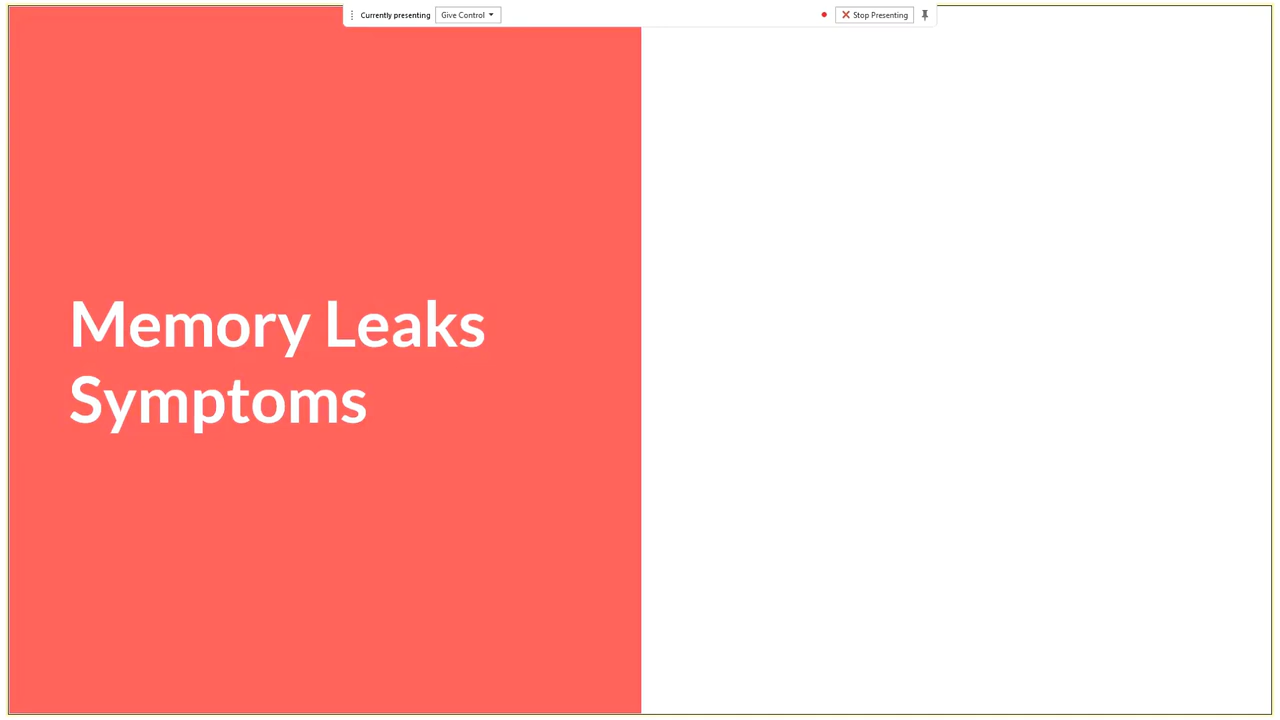 Currently presenting Give Control Stop Presenting
Memory Leaks
Symptoms